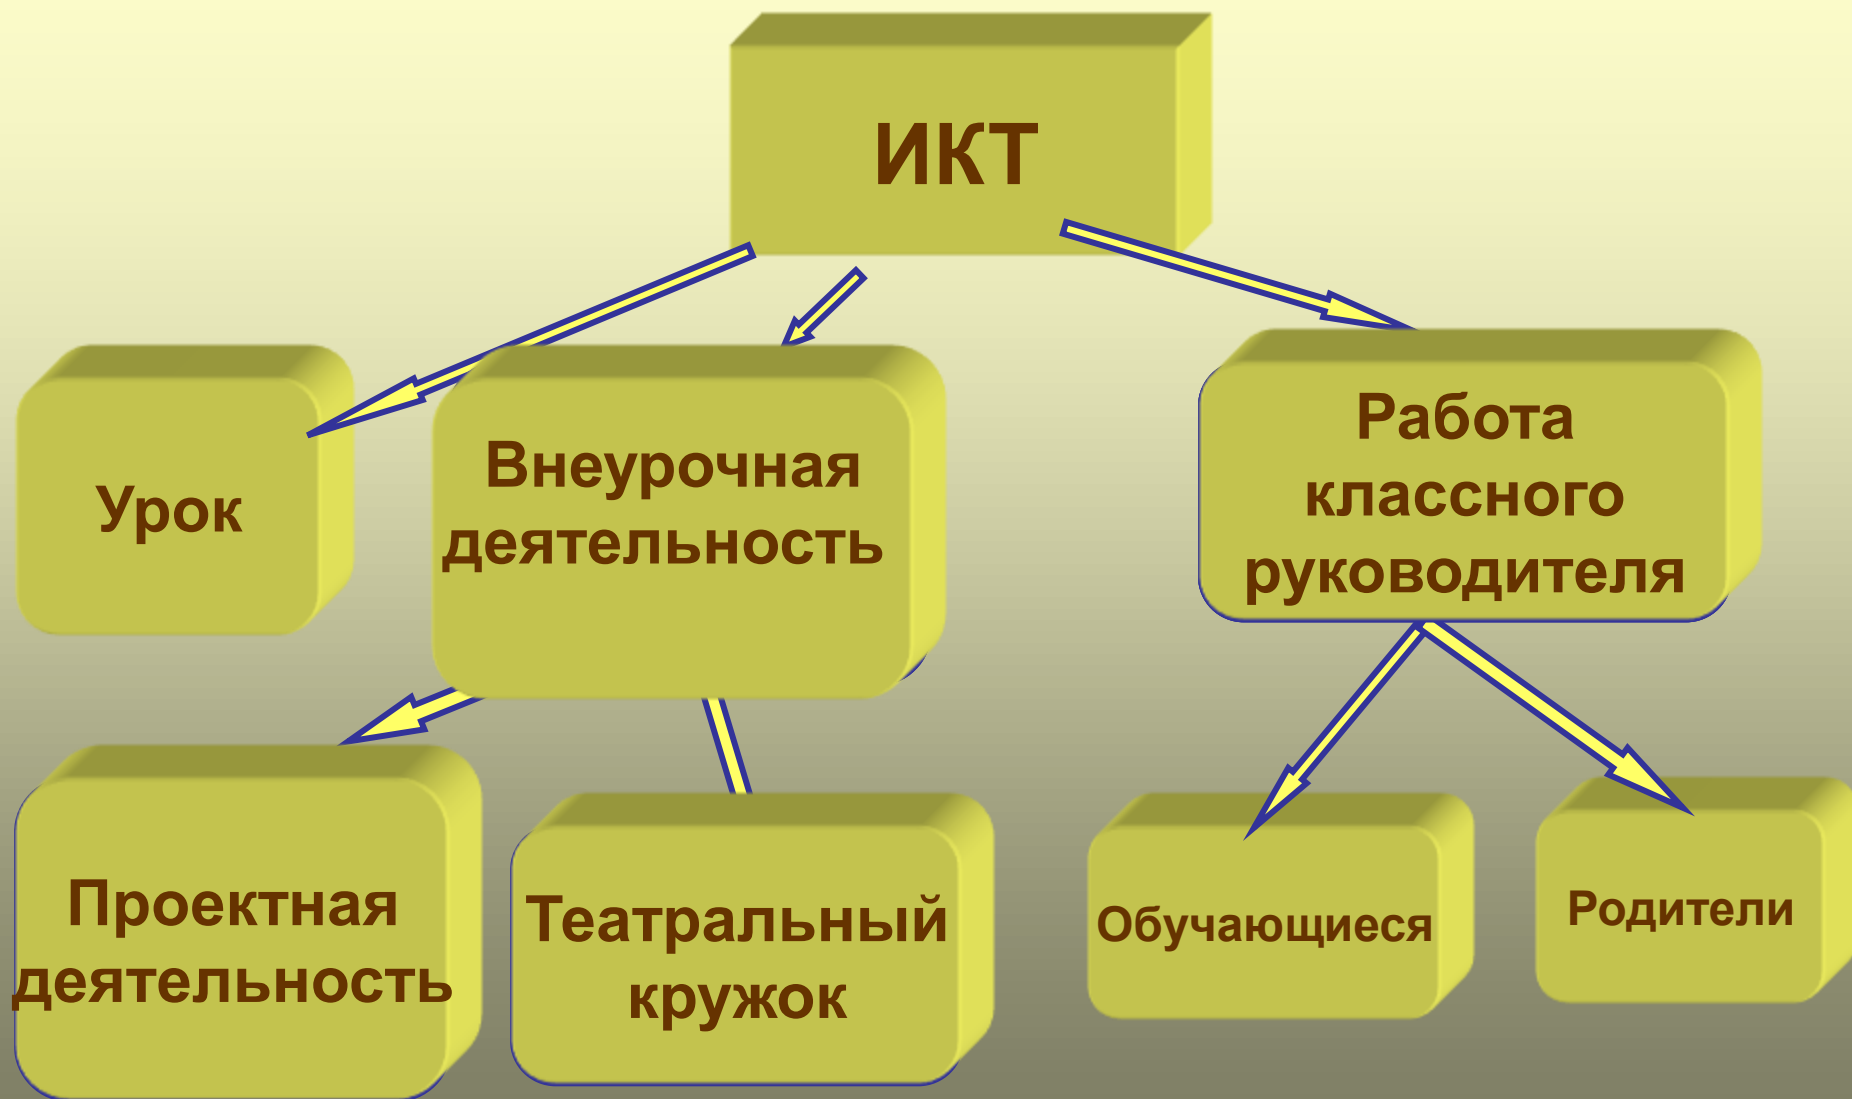 ИКТ
Урок
Внеурочная
деятельность
Работа
классного
руководителя
Проектная
деятельность
Театральный
кружок
Обучающиеся
Родители